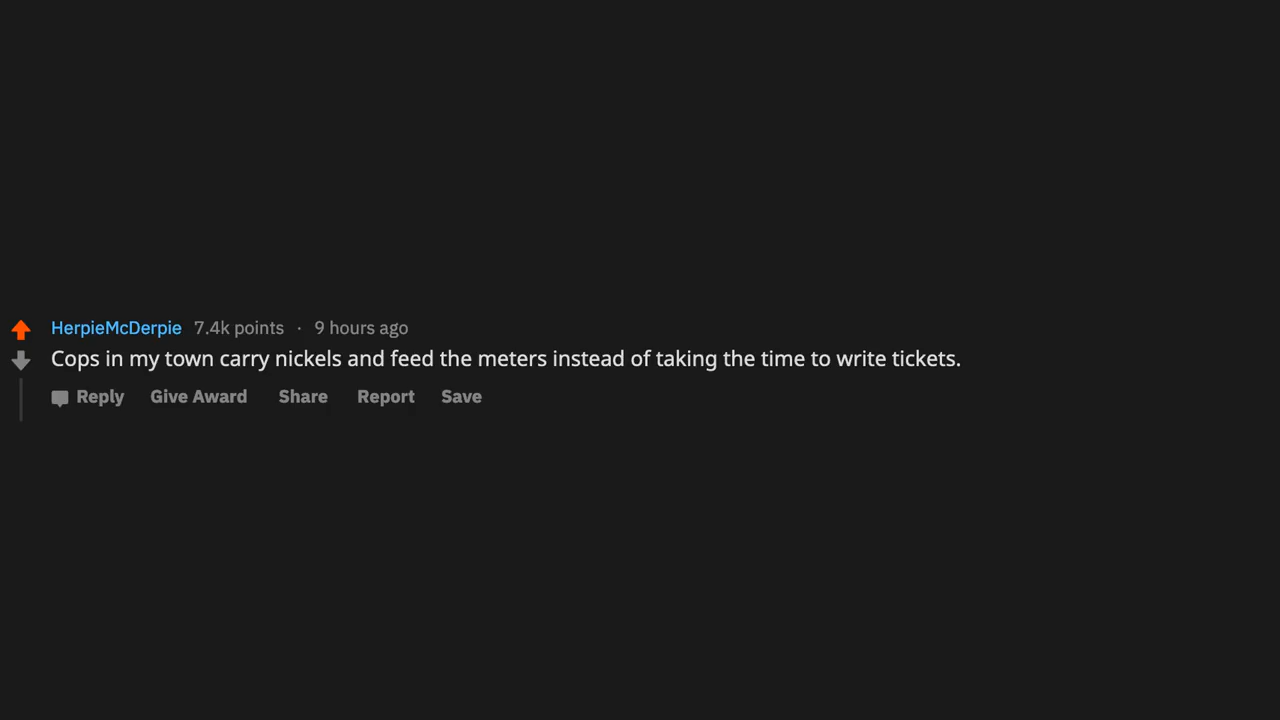 HerpieMcDerpie 7.4k points · 9 hours ago
Cops in my town carry nickels and feed the meters instead of taking the time to write tickets.
Reply Give Award Share Report Save